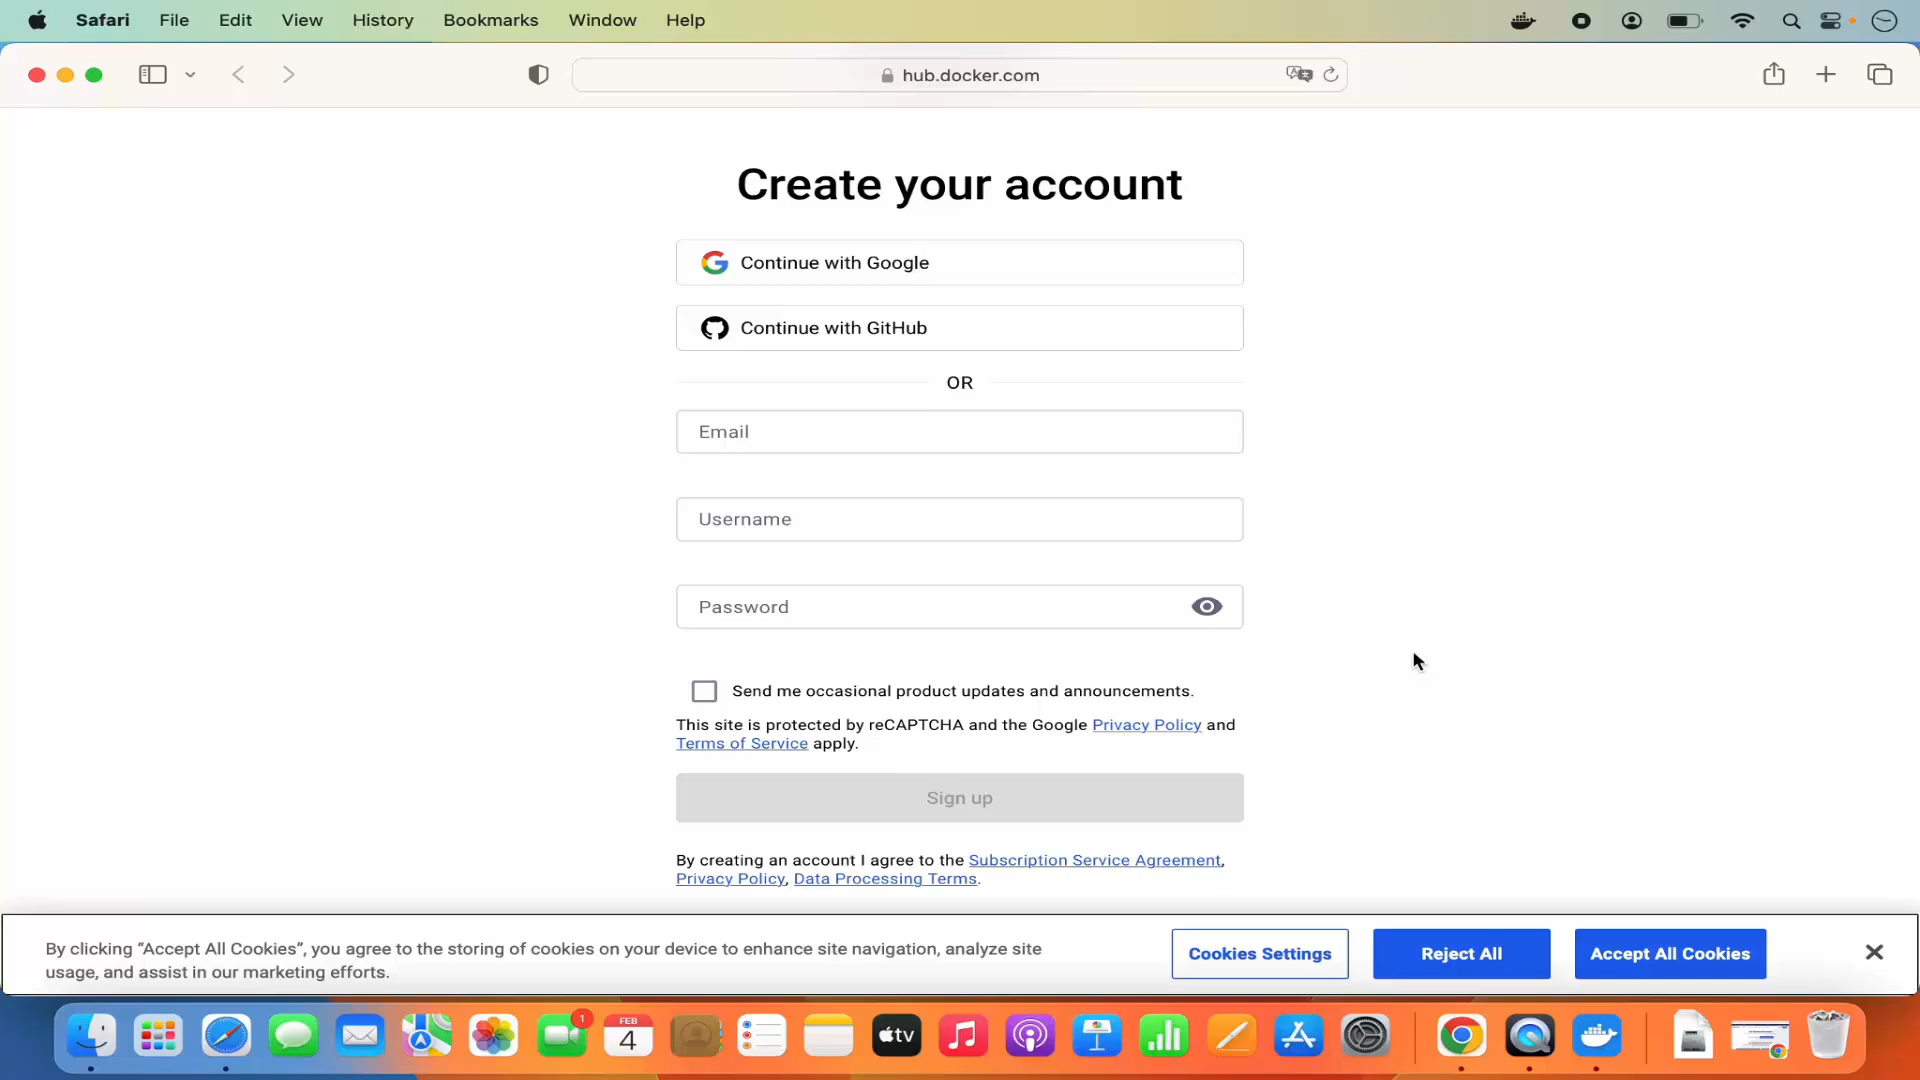 Safari File Edit View History Bookmarks Window Help
hub.docker.com
Create your account
Continue with Google
Continue with GitHub
OR
Email
Username
Password
Send me occasional product updates and announcements.
This site is protected by reCAPTCHA and the Google Privacy Policy and
Terms of Service apply.
Sign up
By creating an account I agree to the Subscription Service Agreement,
Privacy Policy, Data Processing Terms.
By clicking “Accept All Cookies”, you agree to the storing of cookies on your device to enhance site navigation, analyze site
usage, and assist in our marketing efforts.
Cookies Settings
Reject All
Accept All Cookies
1
FEB
4
tv